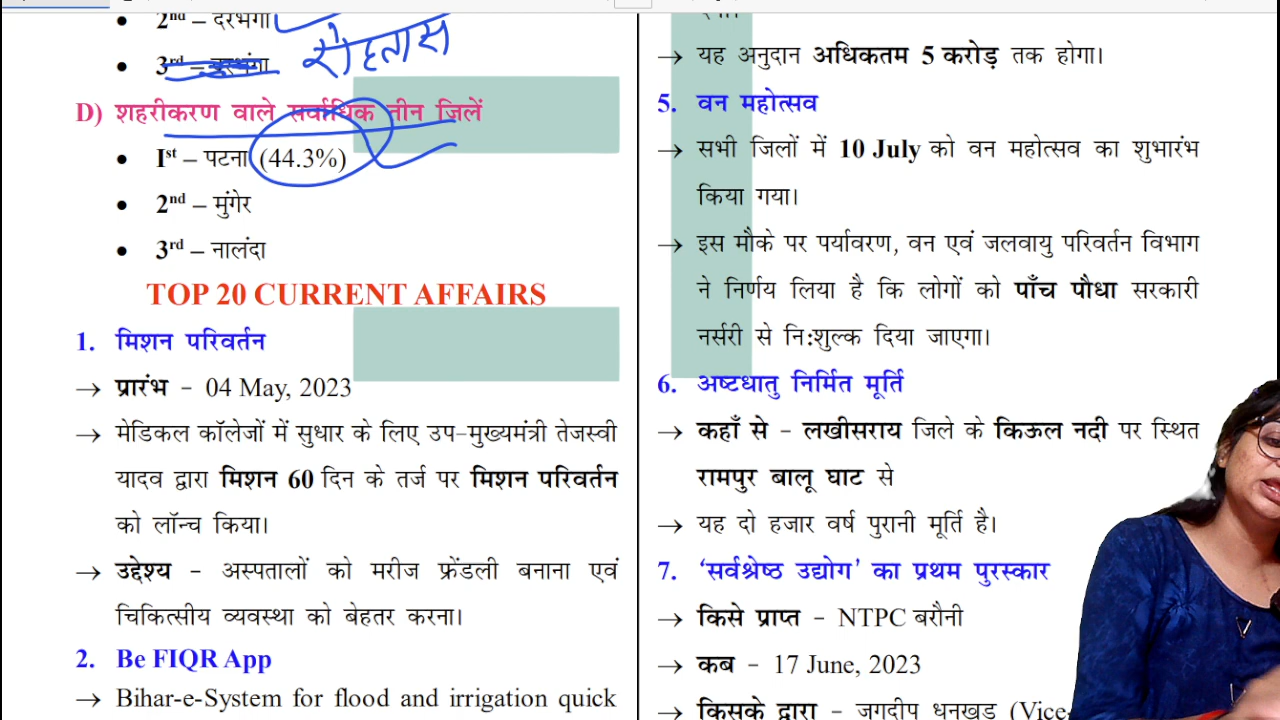 2nd – दरभंगा
रोहतास
3rd – दरभंगा
D) शहरीकरण वाले सर्वाधिक तीन जिलें
Ist – पटना (44.3%)
2nd – मुंगेर
3rd – नालंदा
TOP 20 CURRENT AFFAIRS
1. मिशन परिवर्तन
→ प्रारंभ - 04 May, 2023
→ मेडिकल कॉलेजों में सुधार के लिए उप-मुख्यमंत्री तेजस्वी
यादव द्वारा मिशन 60 दिन के तर्ज पर मिशन परिवर्तन
को लॉन्च किया।
→ उद्देश्य - अस्पतालों को मरीज फ्रेंडली बनाना एवं
चिकित्सीय व्यवस्था को बेहतर करना।
2. Be FIQR App
→ Bihar-e-System for flood and irrigation quick
→ यह अनुदान अधिकतम 5 करोड़ तक होगा।
5. वन महोत्सव
→ सभी जिलों में 10 July को वन महोत्सव का शुभारंभ
किया गया।
→ इस मौके पर पर्यावरण, वन एवं जलवायु परिवर्तन विभाग
ने निर्णय लिया है कि लोगों को पाँच पौधा सरकारी
नर्सरी से नि:शुल्क दिया जाएगा।
6. अष्टधातु निर्मित मूर्ति
→ कहाँ से - लखीसराय जिले के किऊल नदी पर स्थित
रामपुर बालू घाट से
→ यह दो हजार वर्ष पुरानी मूर्ति है।
7. ‘सर्वश्रेष्ठ उद्योग’ का प्रथम पुरस्कार
→ किसे प्राप्त - NTPC बरौनी
→ कब - 17 June, 2023
→ किसके द्वारा - जगदीप धनखड़ (Vice-